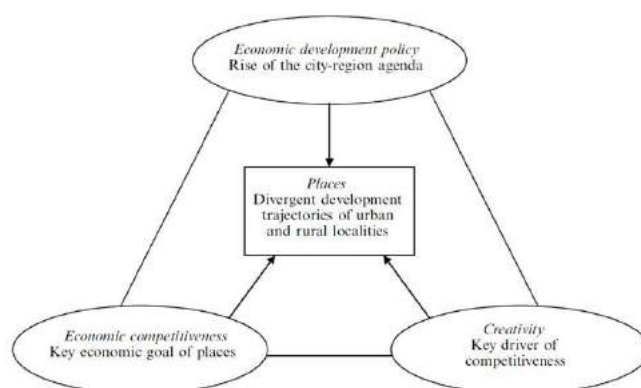 Economic development policy
Rise of the city-region agenda
Places
Divergent development
trajectories of urban
and rural localities
Economic competitiveness
Key economic goal of places
Creativity
Key driver of
competitiveness